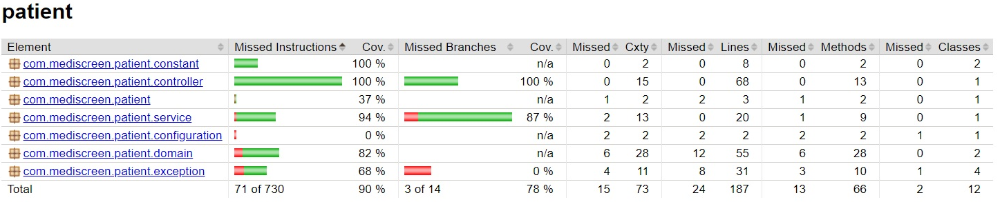 patient
Element Missed Instructions Cov. Missed Branches Cov. Missed Cxty Missed Lines Missed Methods Missed Classes
com.mediscreen.patient.constant 100 % n/a 0 2 0 8 0 2 0 2
com.mediscreen.patient.controller 100 % 100 % 0 15 0 68 0 13 0 1
com.mediscreen.patient 37 % n/a 1 2 2 3 1 2 0 1
com.mediscreen.patient.service 94 % 87 % 2 13 0 20 1 9 0 1
com.mediscreen.patient.configuration 0 % n/a 2 2 2 2 2 2 1 1
com.mediscreen.patient.domain 82 % n/a 6 28 12 55 6 28 0 2
com.mediscreen.patient.exception 68 % 0 % 4 11 8 31 3 10 1 4
Total 71 of 730 90 % 3 of 14 78 % 15 73 24 187 13 66 2 12